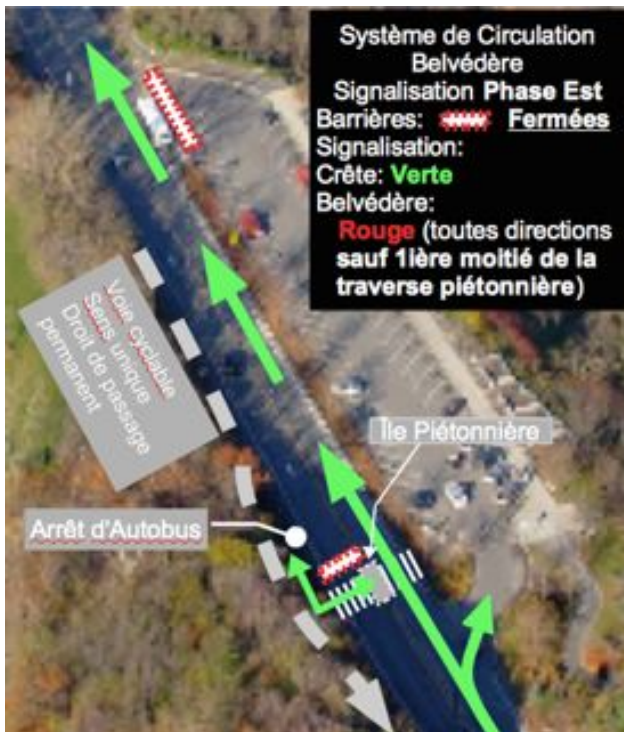 Système de Circulation
Belvédère
Signalisation Phase Est
Barrières: Fermées
Signalisation:
Crête: Verte
Belvédère:
Rouge (toutes directions
sauf 1ière moitié de la
traverse piétonnière)
Voie cyclable
Sens unique
Droit de passage
permanent
Île Piétonnière
Arrêt d'Autobus